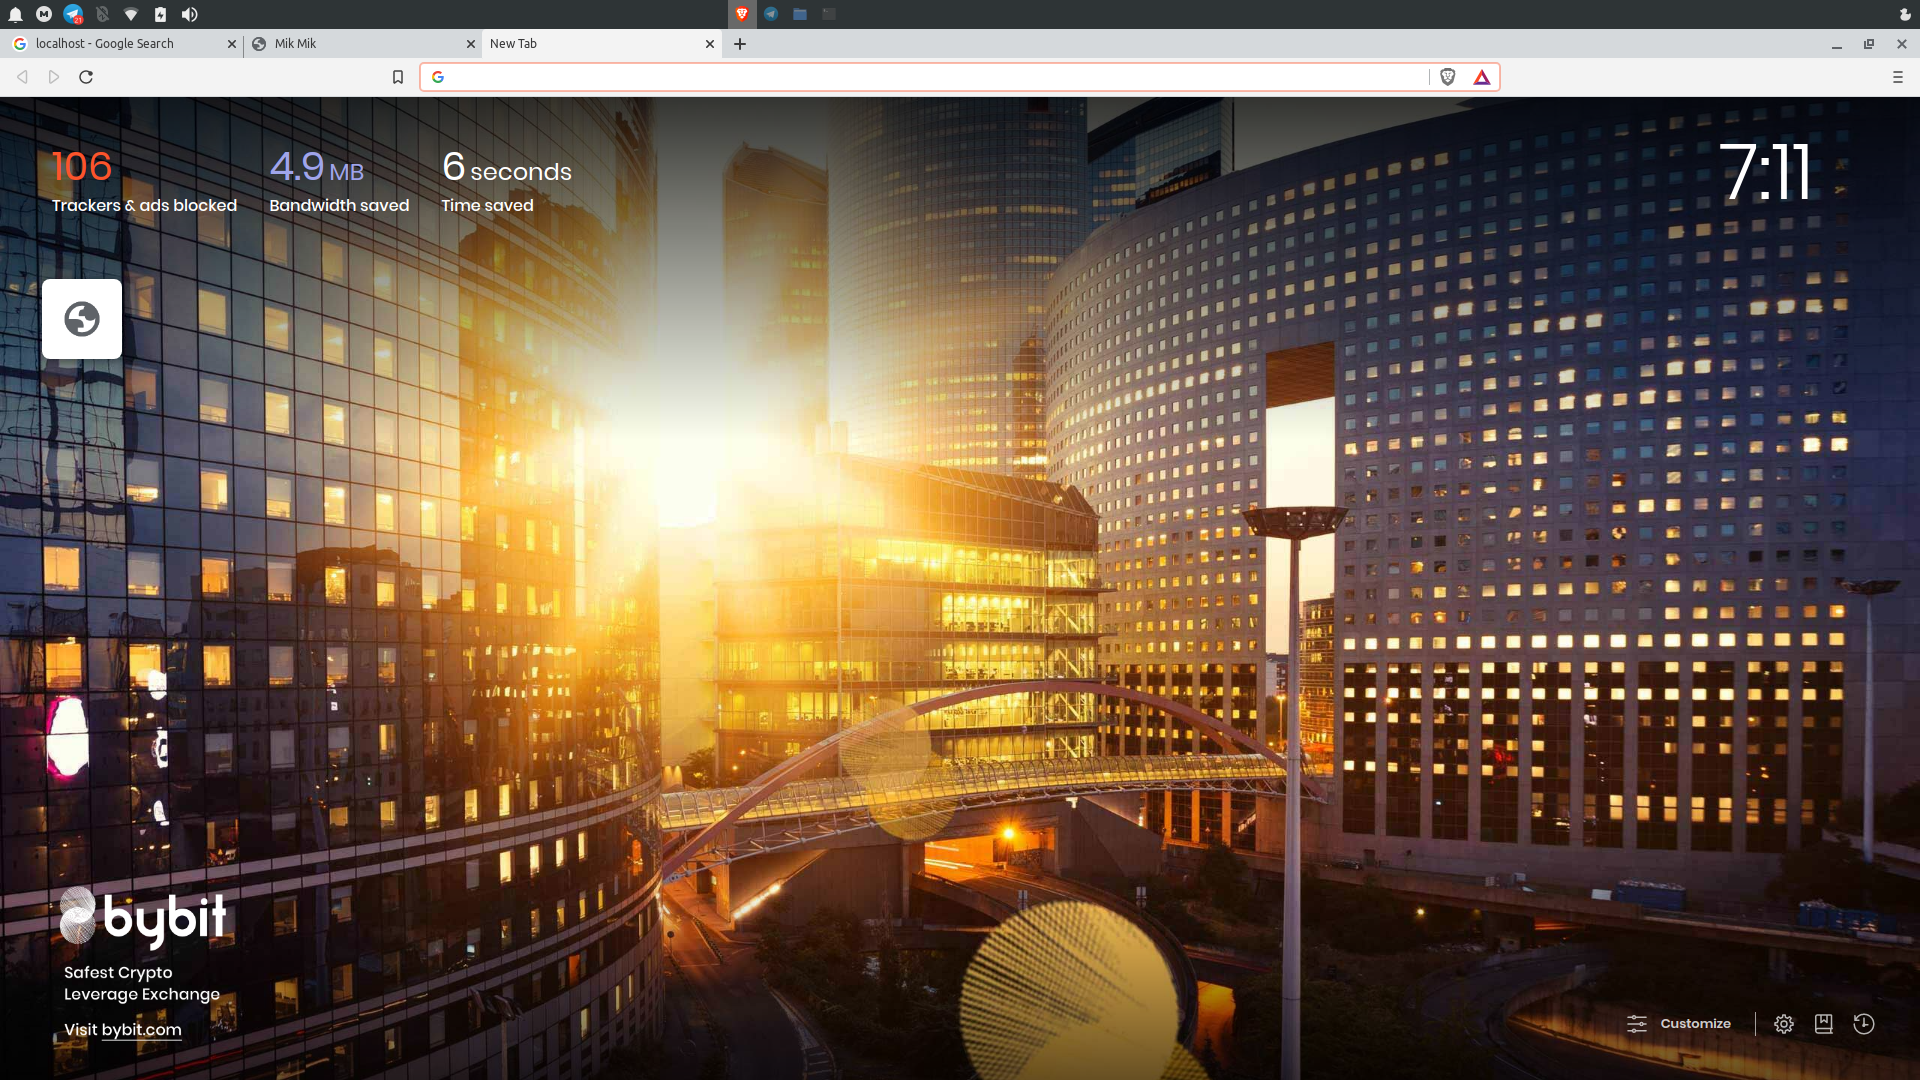 21
localhost - Google Search
Mik Mik
New Tab
106
Trackers & ads blocked
4.9 MB
Bandwidth saved
6 seconds
Time saved
7:11
bybit
Safest Crypto
Leverage Exchange
Visit bybit.com
Customize